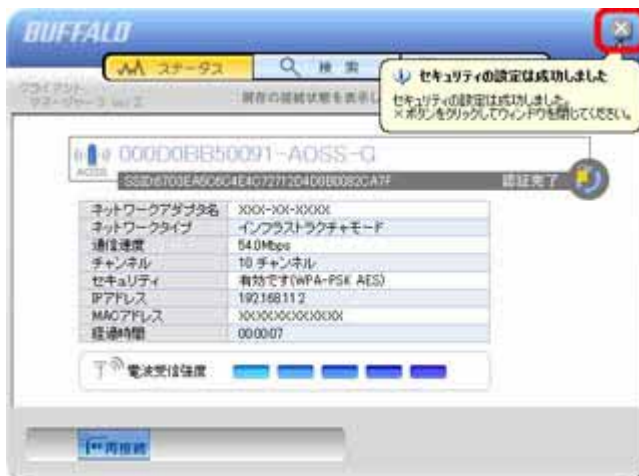 BUFFALO
ステータス
検索
セキュリティの設定は成功しました
セキュリティの設定は成功しました。
×ボタンをクリックしてウィンドウを閉じてください。
クライアント
マネージャ3
現在の接続状態を表示し
000D0BB50091-AOSS-G
AOSS
認証完了
ネットワークアダプタ名 XXX-XX-XXXX
ネットワークタイプ インフラストラクチャモード
通信速度 54.0Mbps
チャンネル 10 チャンネル
セキュリティ 有効です(WPA-PSK AES)
IPアドレス 192.168.11.2
MACアドレス XXXXXXXXXXXX
経過時間 00:00:07
電波受信強度
再接続